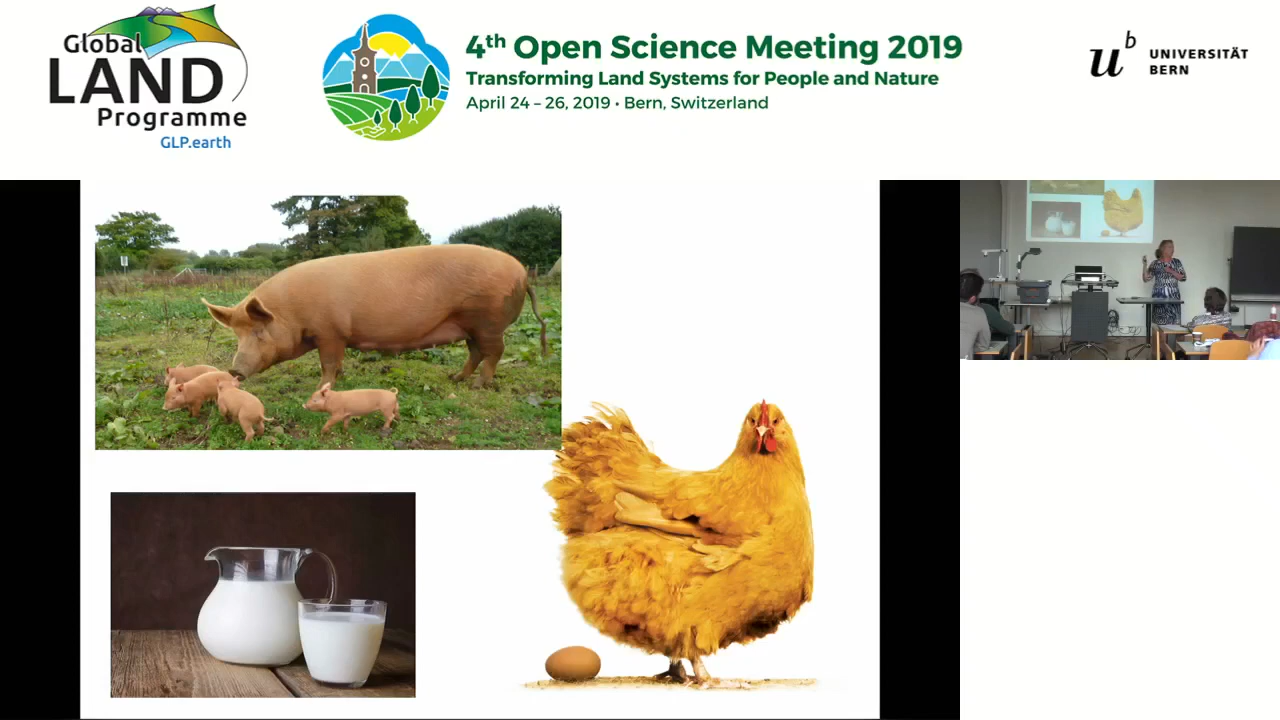 Global
LAND
Programme
GLP.earth
4th Open Science Meeting 2019
Transforming Land Systems for People and Nature
April 24 – 26, 2019 • Bern, Switzerland
u b
UNIVERSITÄT
BERN